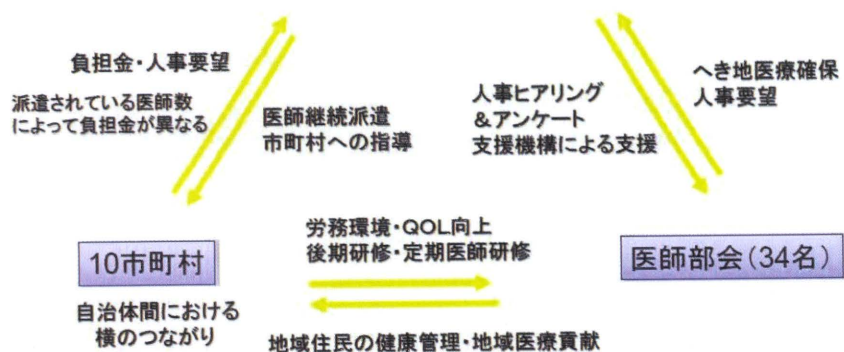 負担金・人事要望
派遣されている医師数
によって負担金が異なる
医師継続派遣
市町村への指導
人事ヒアリング
&アンケート
支援機構による支援
へき地医療確保
人事要望
労務環境・QOL向上
後期研修・定期医師研修
10市町村
医師部会(34名)
自治体間における
横のつながり
地域住民の健康管理・地域医療貢献